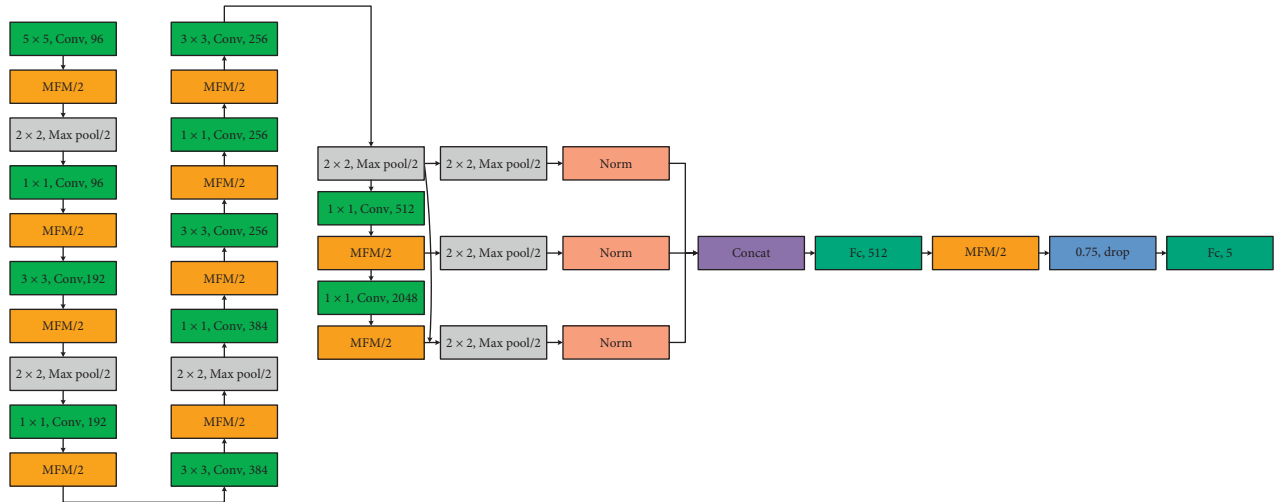 5 × 5, Conv, 96
MFM/2
2 × 2, Max pool/2
1 × 1, Conv, 96
MFM/2
3 × 3, Conv,192
MFM/2
2 × 2, Max pool/2
1 × 1, Conv, 192
MFM/2
3 × 3, Conv, 256
MFM/2
1 × 1, Conv, 256
MFM/2
3 × 3, Conv, 256
MFM/2
1 × 1, Conv, 384
2 × 2, Max pool/2
MFM/2
3 × 3, Conv, 384
2 × 2, Max pool/2
2 × 2, Max pool/2
Norm
1 × 1, Conv, 512
MFM/2
2 × 2, Max pool/2
Norm
Concat
Fc, 512
MFM/2
0.75, drop
Fc, 5
1 × 1, Conv, 2048
MFM/2
2 × 2, Max pool/2
Norm